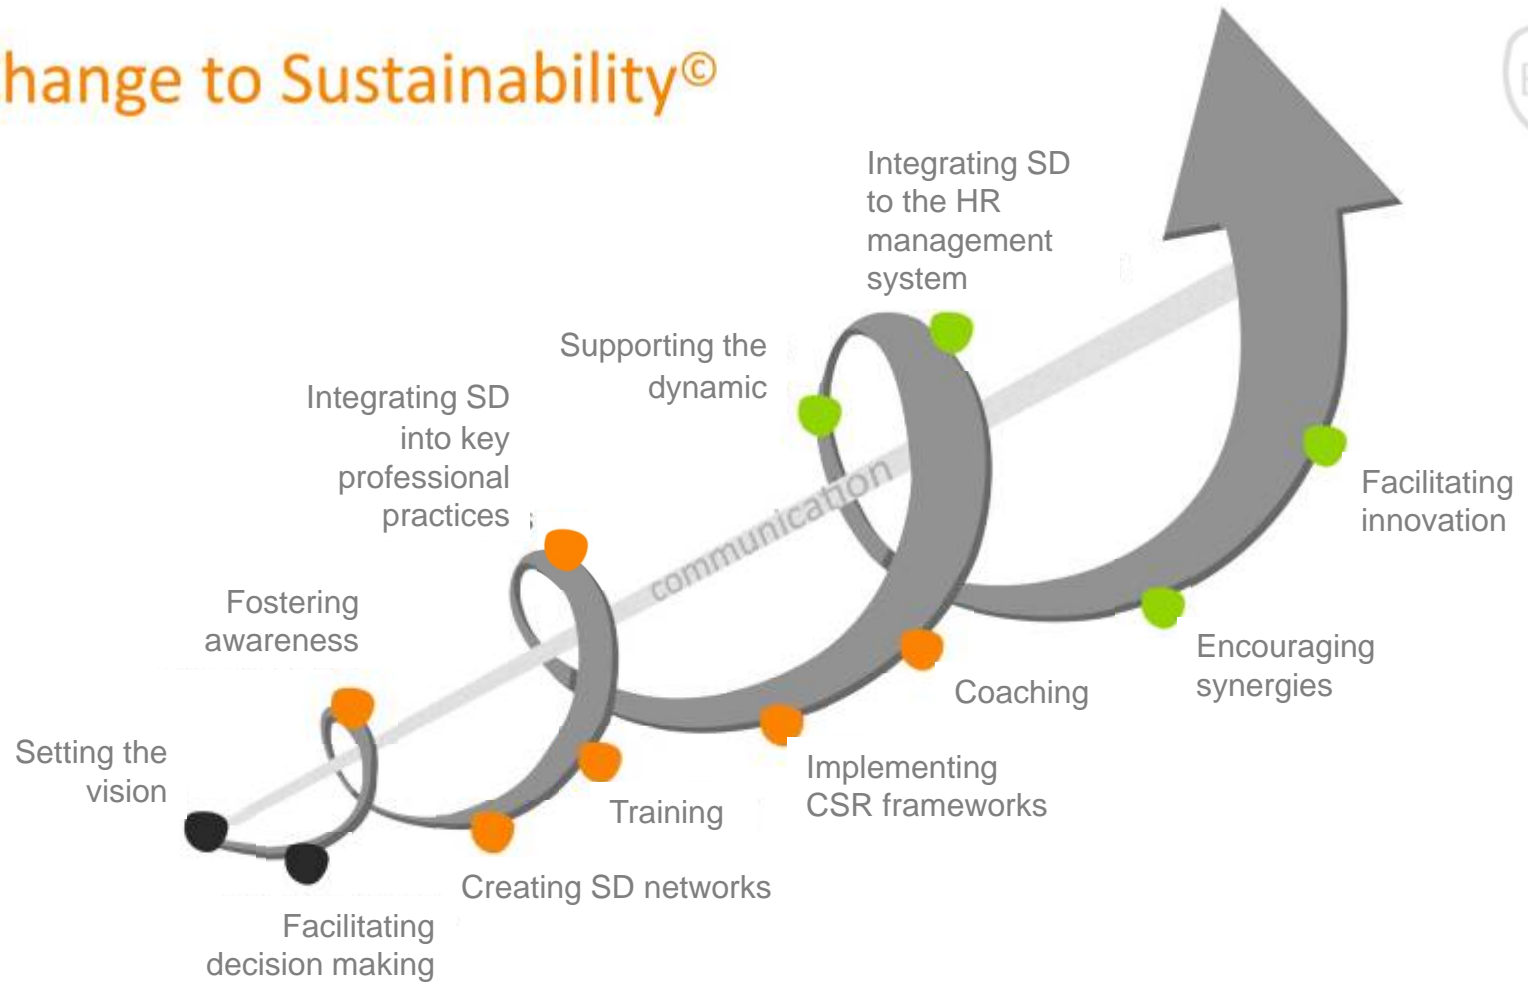 hange to Sustainability©
Integrating SD
to the HR
management
system
Supporting the
dynamic
Integrating SD
into key
professional
practices
communication
Facilitating
innovation
Fostering
awareness
Encouraging
synergies
Coaching
Setting the
vision
Implementing
CSR frameworks
Training
Creating SD networks
Facilitating
decision making